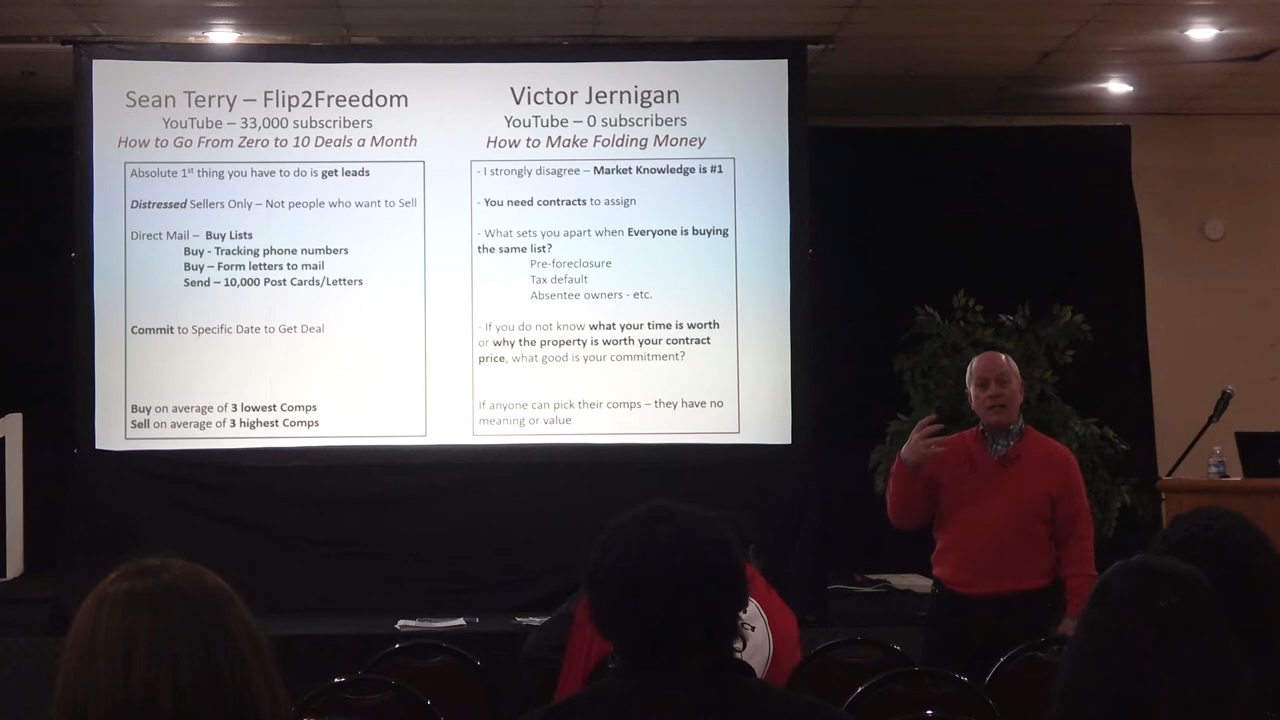 Sean Terry – Flip2Freedom
YouTube – 33,000 subscribers
How to Go From Zero to 10 Deals a Month
Absolute 1st thing you have to do is get leads
Distressed Sellers Only – Not people who want to Sell
Direct Mail – Buy Lists
Buy - Tracking phone numbers
Buy – Form letters to mail
Send – 10,000 Post Cards/Letters
Commit to Specific Date to Get Deal
Buy on average of 3 lowest Comps
Sell on average of 3 highest Comps
Victor Jernigan
YouTube – 0 subscribers
How to Make Folding Money
- I strongly disagree – Market Knowledge is #1
- You need contracts to assign
- What sets you apart when Everyone is buying
the same list?
Pre-foreclosure
Tax default
Absentee owners - etc.
- If you do not know what your time is worth
or why the property is worth your contract
price, what good is your commitment?
If anyone can pick their comps – they have no
meaning or value